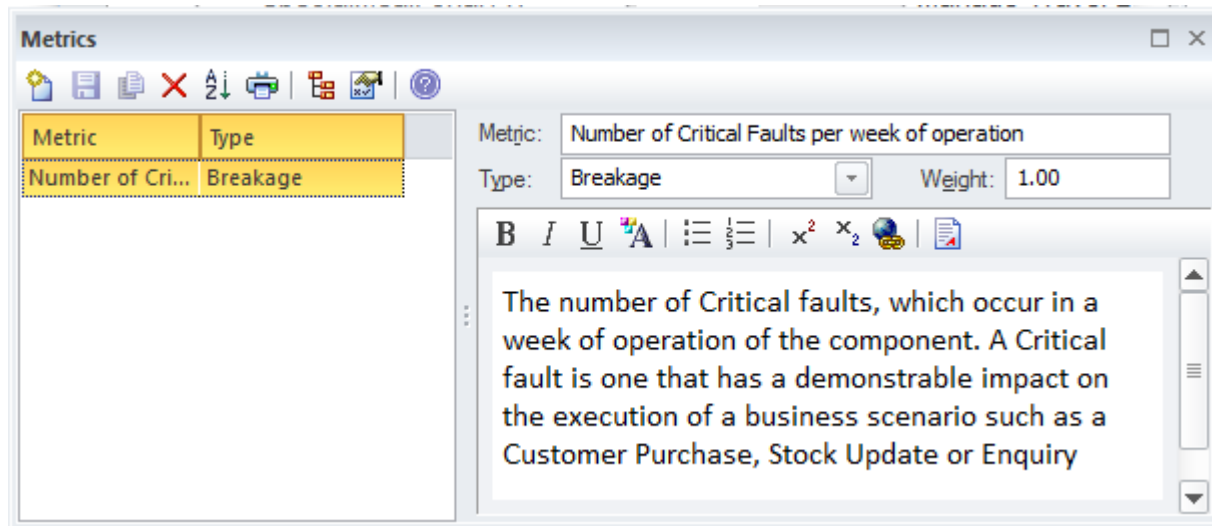 Metrics
Metric Type
Number of Cri... Breakage
Metric: Number of Critical Faults per week of operation
Type: Breakage Weight: 1.00
B I U A x² x₂
The number of Critical faults, which occur in a
week of operation of the component. A Critical
fault is one that has a demonstrable impact on
the execution of a business scenario such as a
Customer Purchase, Stock Update or Enquiry